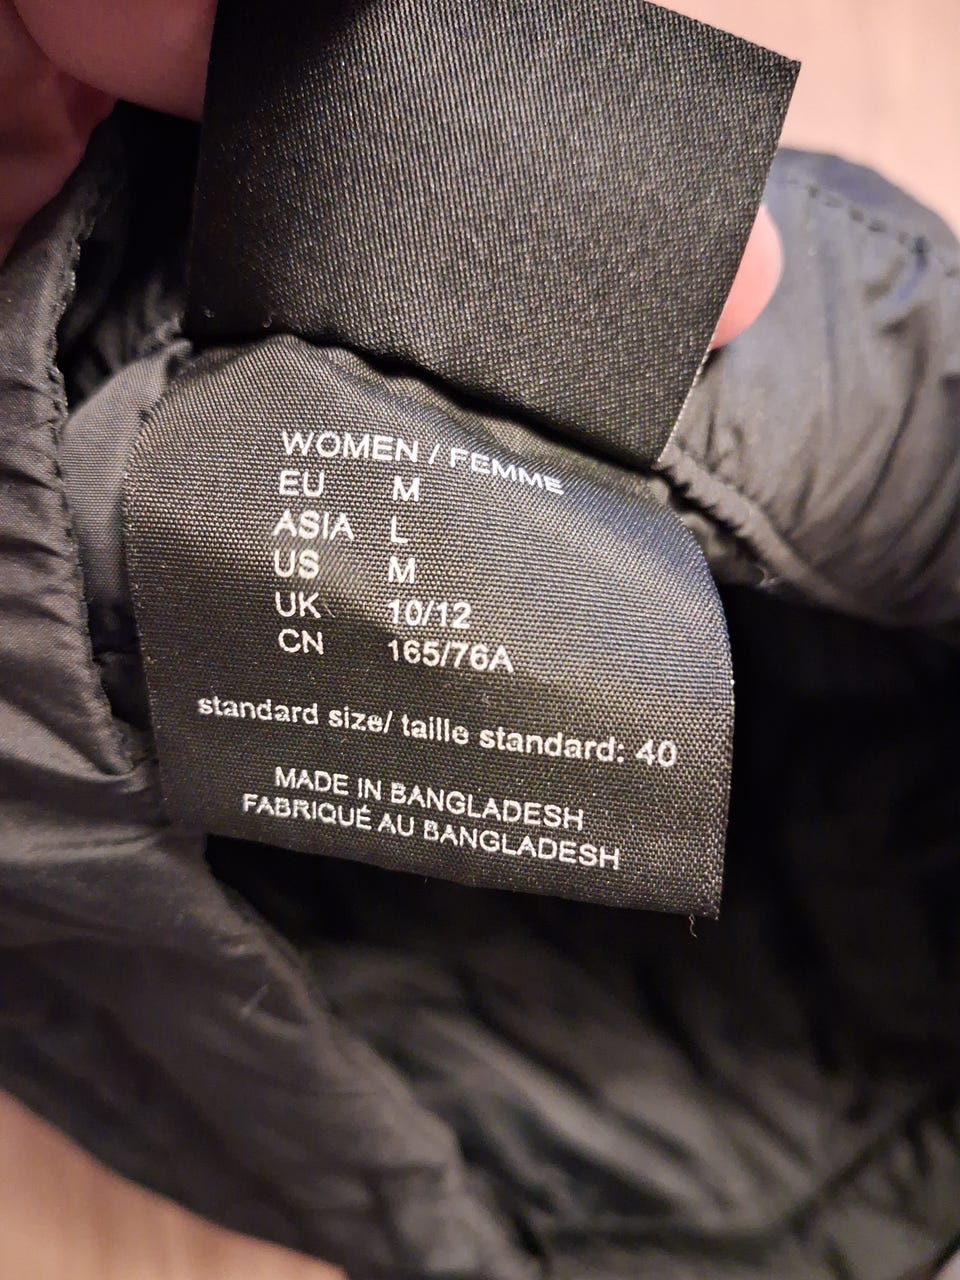 WOMEN / FEMME
EU M
ASIA L
US M
UK 10/12
CN 165/76A
standard size/ taille standard: 40
MADE IN BANGLADESH
FABRIQUÉ AU BANGLADESH